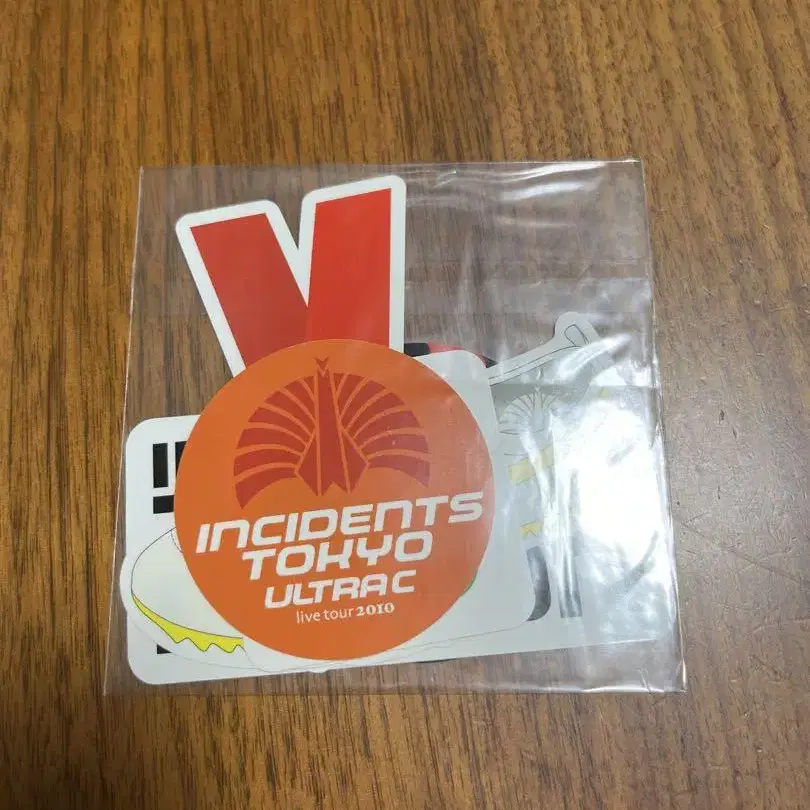 INCIDENTS
TOKYO
ULTRA C
live tour 2010